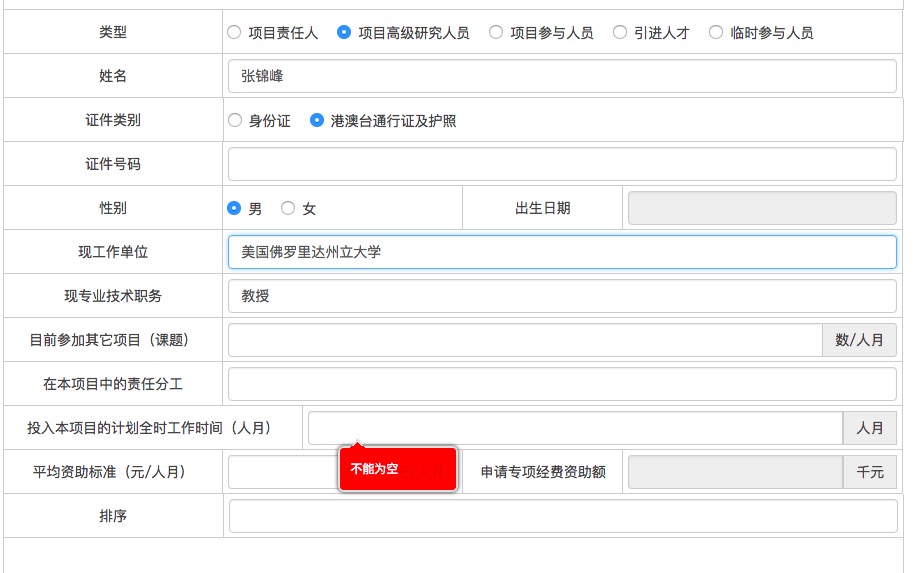 类型 项目责任人 项目高级研究人员 项目参与人员 引进人才 临时参与人员
姓名 张锦峰
证件类别 身份证 港澳台通行证及护照
证件号码
性别 男 女 出生日期
现工作单位 美国佛罗里达州立大学
现专业技术职务 教授
目前参加其它项目（课题） 数/人月
在本项目中的责任分工
投入本项目的计划全时工作时间（人月） 人月
不能为空
平均资助标准（元/人月） 申请专项经费资助额 千元
排序